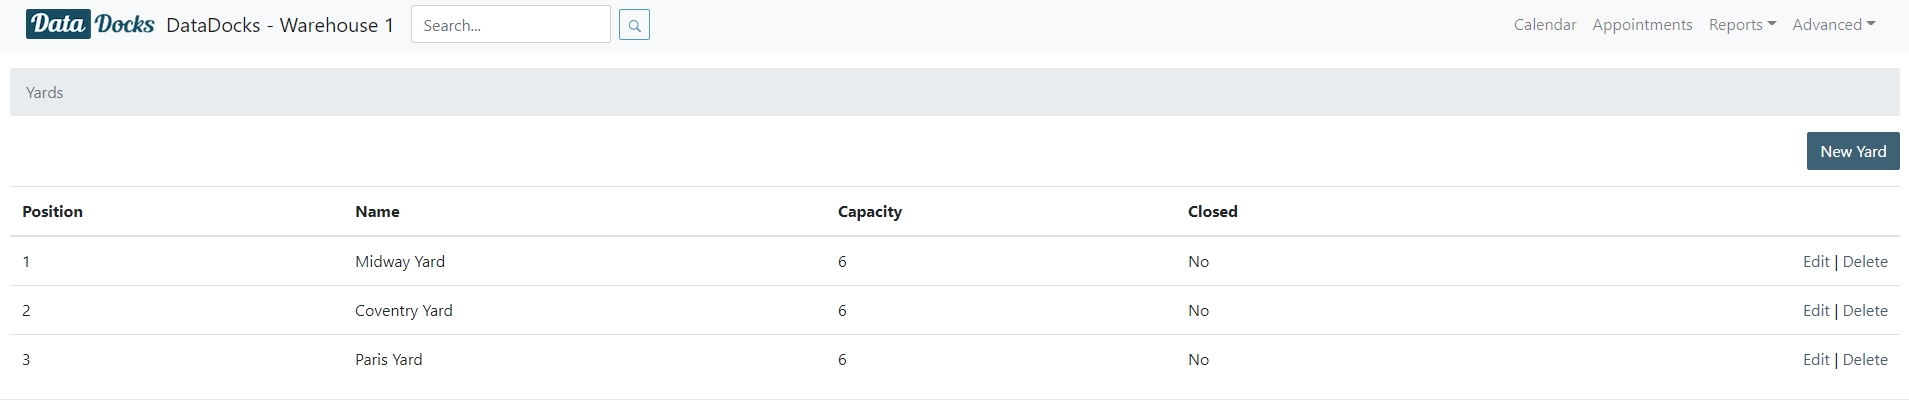 Data Docks DataDocks - Warehouse 1 Search... Calendar Appointments Reports Advanced
Yards
New Yard
Position Name Capacity Closed
1 Midway Yard 6 No Edit | Delete
2 Coventry Yard 6 No Edit | Delete
3 Paris Yard 6 No Edit | Delete